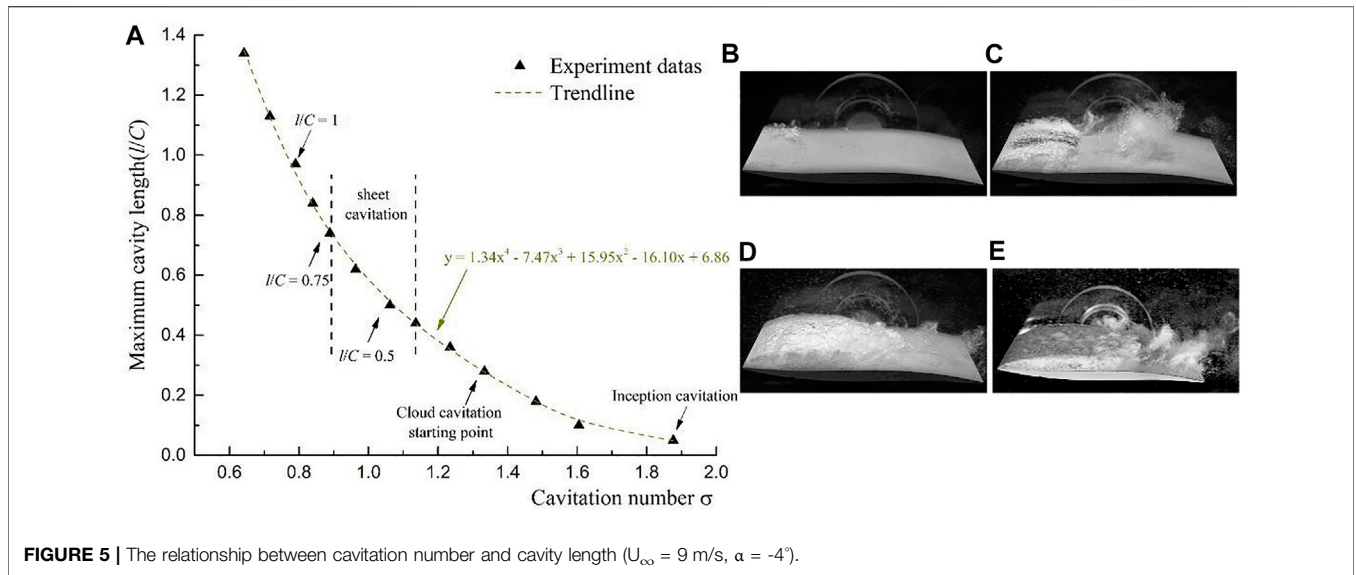 A
1.4
1.2
1.0
0.8
0.6
0.4
0.2
0.0
Maximum cavity length(l/C)
0.6 0.8 1.0 1.2 1.4 1.6 1.8 2.0
Cavitation number σ
Experiment datas
Trendline
l/C = 1
sheet
cavitation
l/C = 0.75
l/C = 0.5
y = 1.34x⁴ - 7.47x³ + 15.95x² - 16.10x + 6.86
Cloud cavitation
starting point
Inception cavitation
B
C
D
E
FIGURE 5 | The relationship between cavitation number and cavity length (U∞ = 9 m/s, α = -4°).